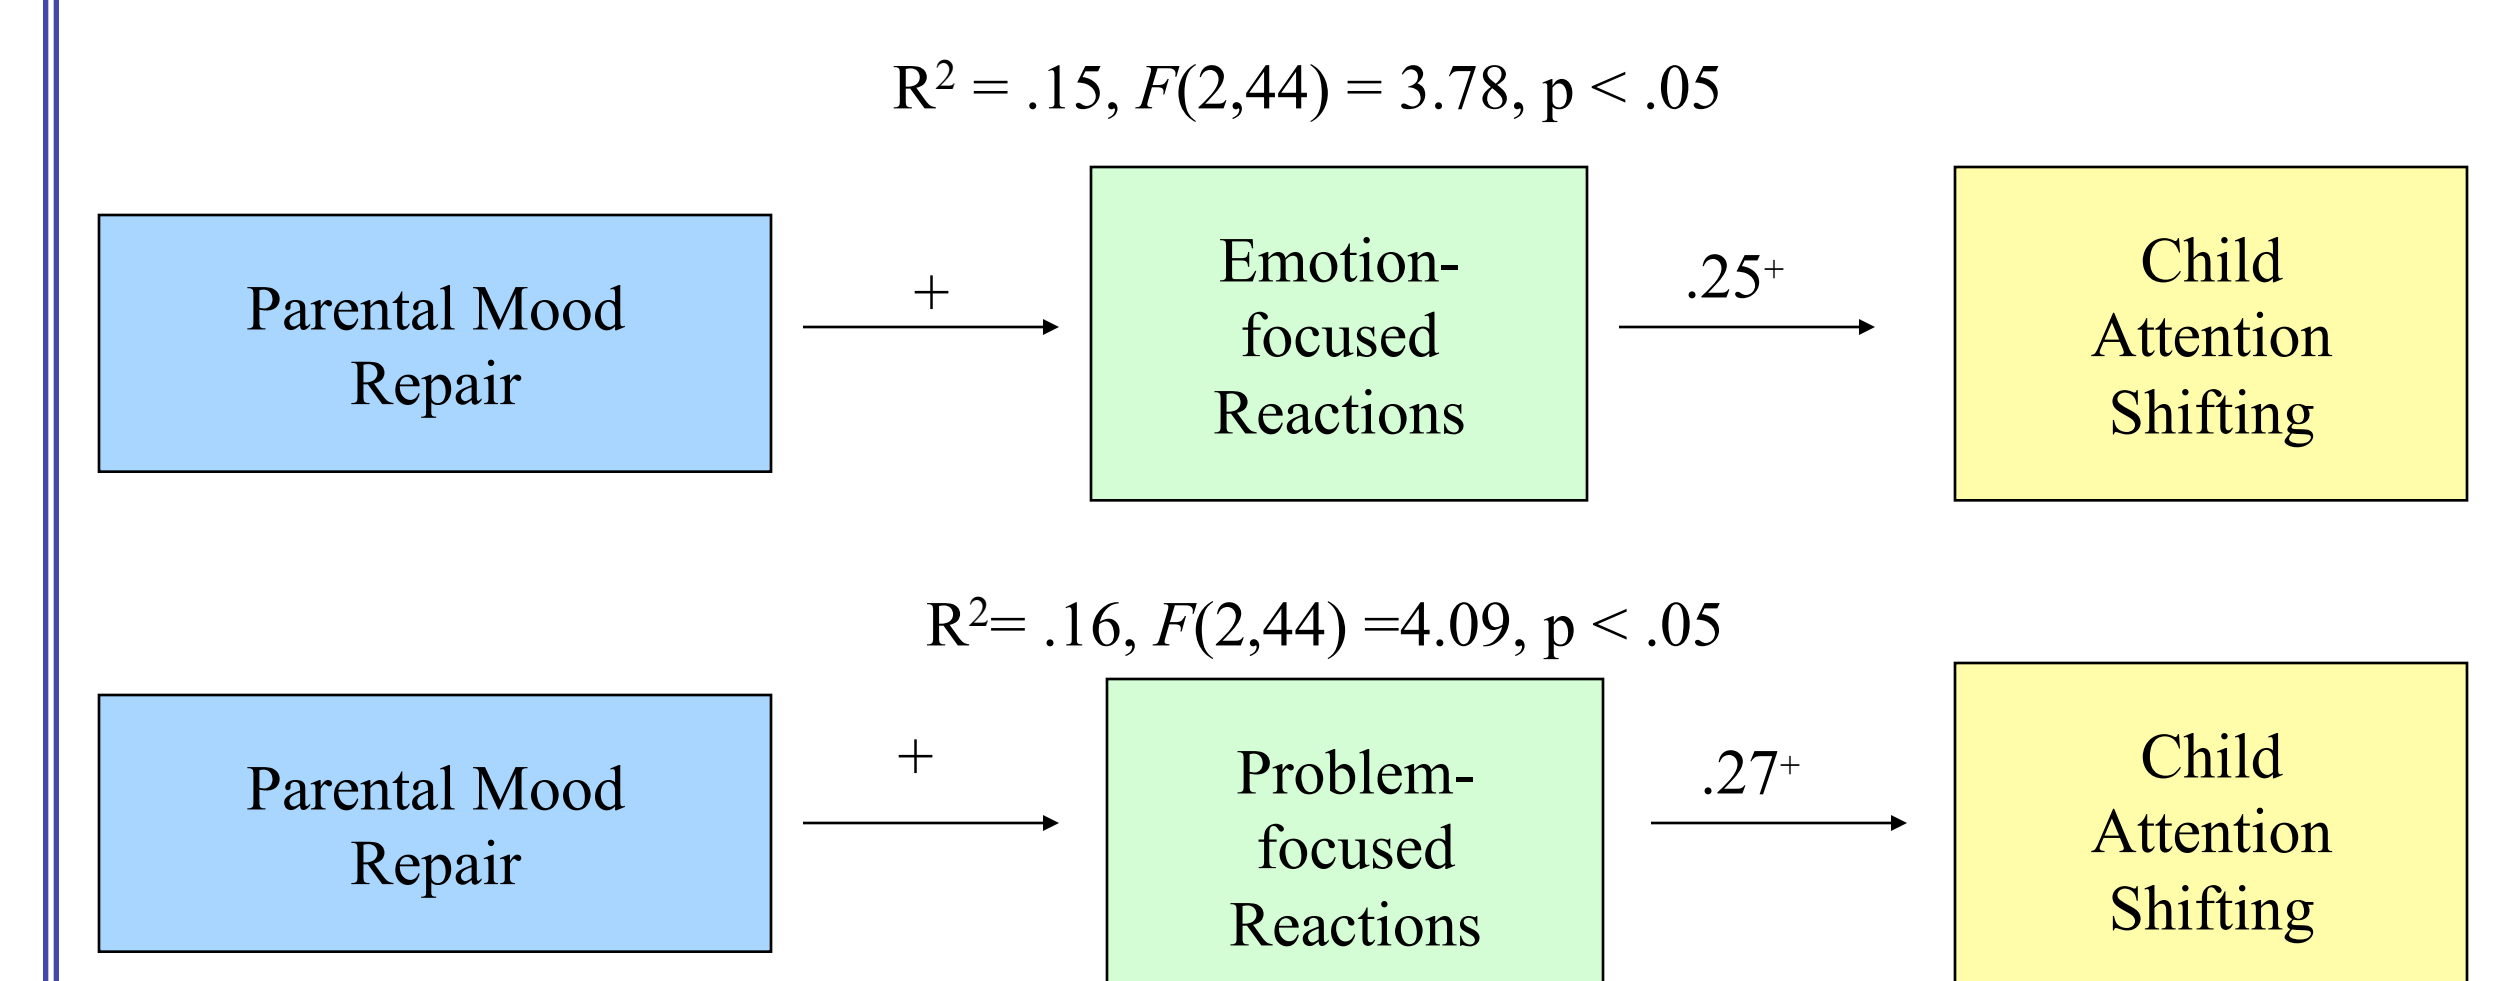 R² = .15, F(2,44) = 3.78, p < .05
Parental Mood
Repair
+
Emotion-
focused
Reactions
.25⁺
Child
Attention
Shifting
R²= .16, F(2,44) =4.09, p < .05
Parental Mood
Repair
+
Problem-
focused
Reactions
.27⁺
Child
Attention
Shifting